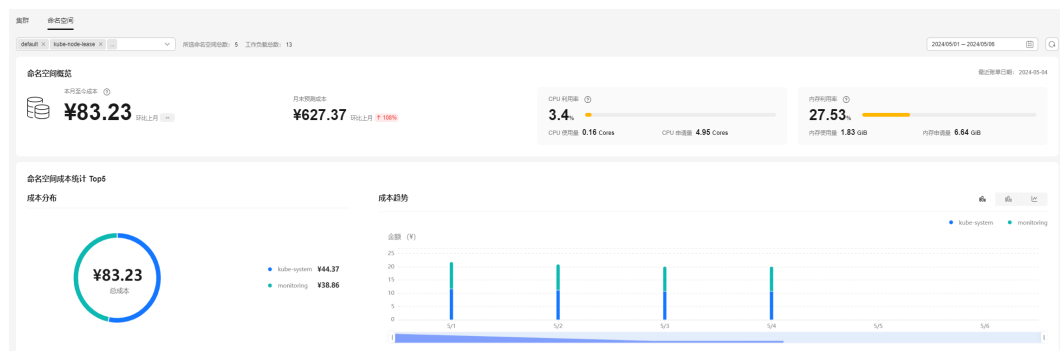 集群 命名空间
default × kube-node-lease × ... 所选命名空间总数： 5 工作负载总数： 13 2024/05/01 – 2024/05/06
命名空间概览 最近账单日期： 2024-05-04
本月至今成本
¥83.23 环比上月 --
月末预测成本
¥627.37 环比上月 ↑ 100%
CPU 利用率
3.4%
CPU 使用量 0.16 Cores CPU 申请量 4.95 Cores
内存利用率
27.53%
内存使用量 1.83 GiB 内存申请量 6.64 GiB
命名空间成本统计 Top5
成本分布
¥83.23
总成本
kube-system ¥44.37
monitoring ¥38.86
成本趋势
kube-system monitoring
金额 (¥)
25
20
15
10
5
0
5/1 5/2 5/3 5/4 5/5 5/6